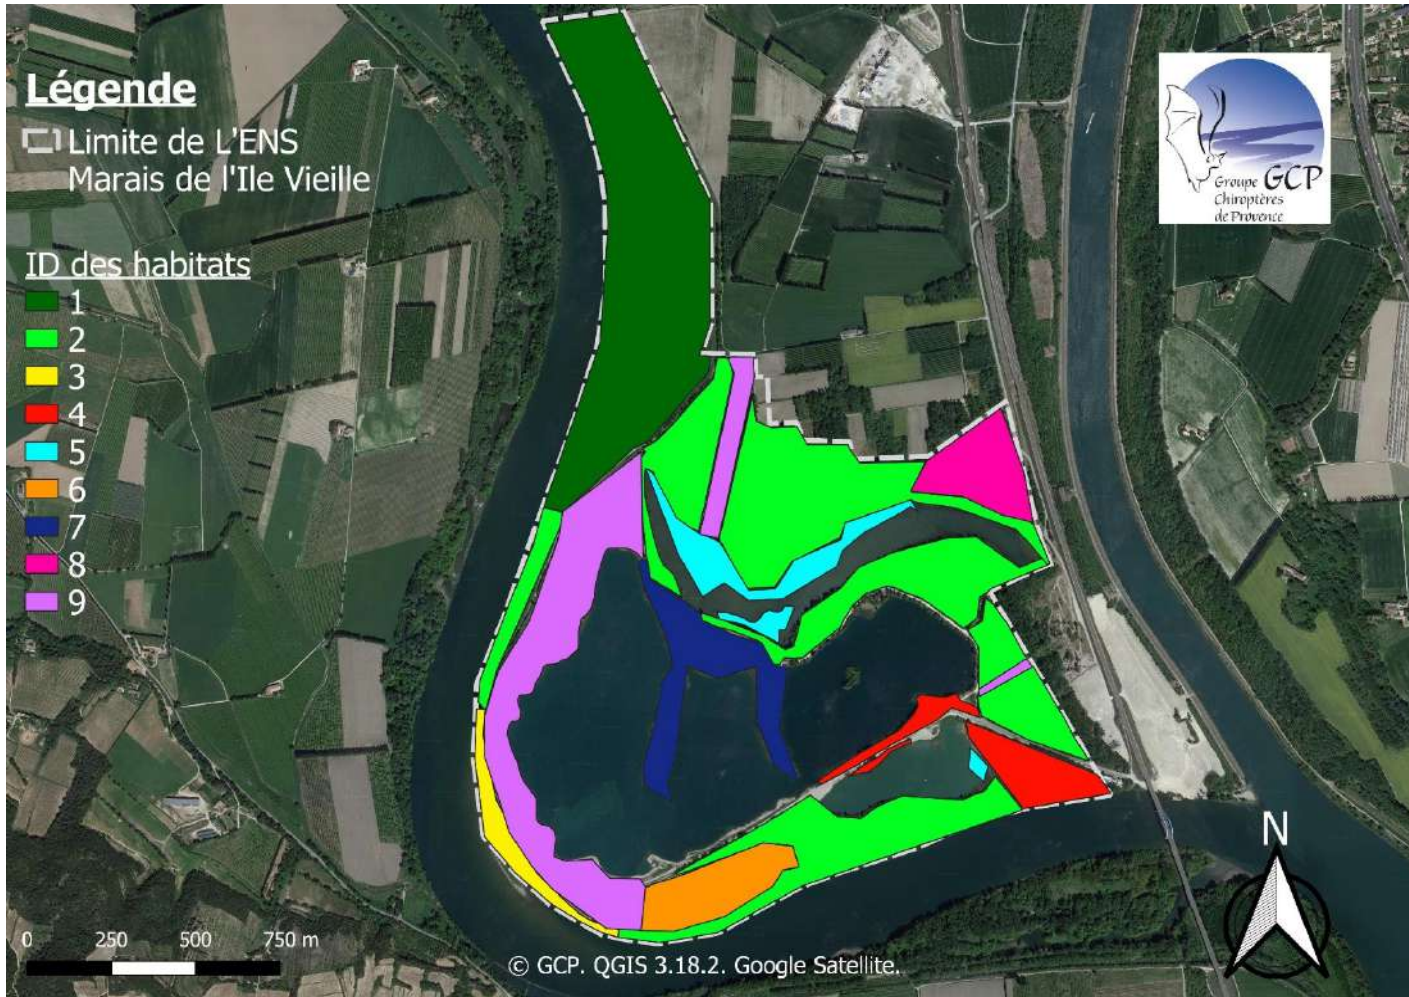 Légende
Limite de L'ENS
Marais de l'Ile Vieille
ID des habitats
1
2
3
4
5
6
7
8
9
Groupe GCP
Chiroptères
de Provence
N
0 250 500 750 m
© GCP. QGIS 3.18.2. Google Satellite.